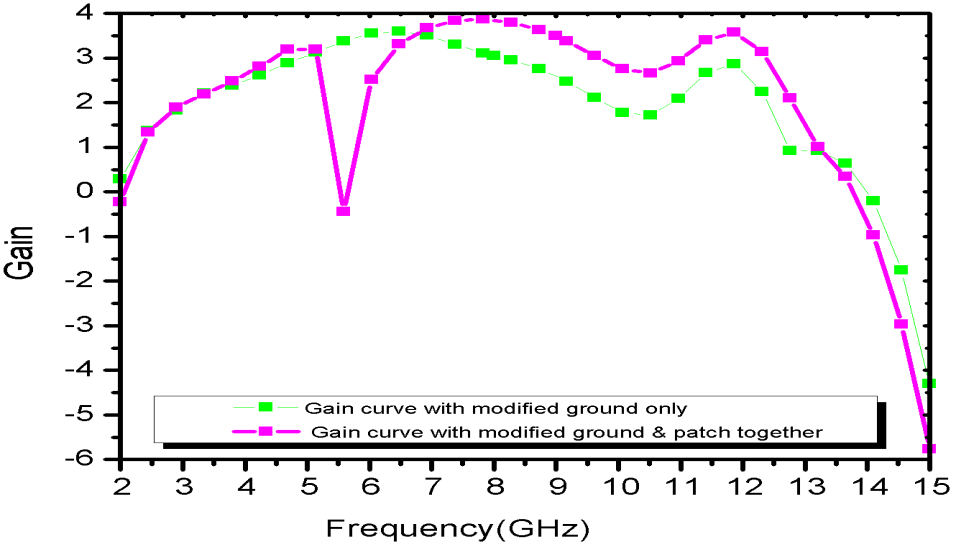 4
3
2
1
0
-1
-2
-3
-4
-5
-6
Gain
Gain curve with modified ground only
Gain curve with modified ground & patch together
2 3 4 5 6 7 8 9 10 11 12 13 14 15
Frequency(GHz)